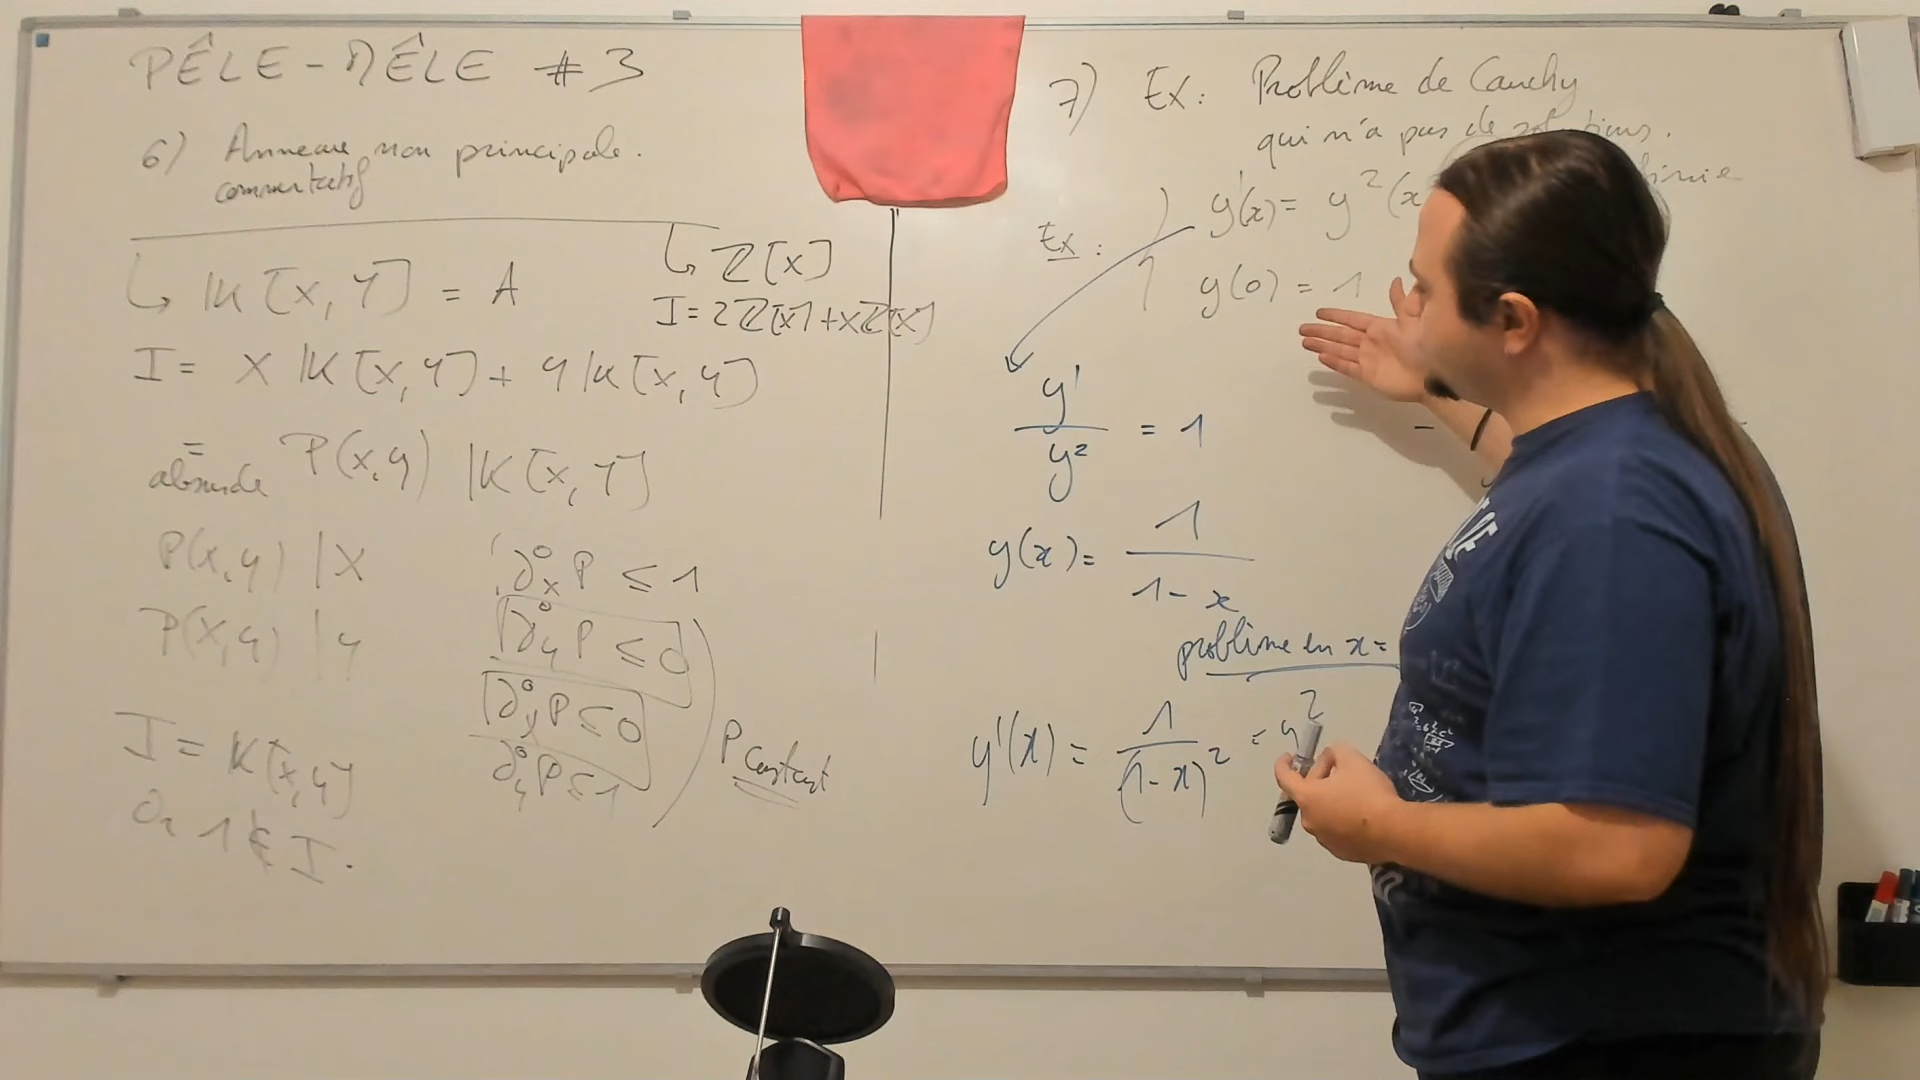 PÊLE-MÊLE #3
6) Anneau non principale.
commutatif
↳ Z[X]
I = 2Z[X] + XZ[X]
↳ K[X,Y] = A
I = X K[X,Y] + Y K[X,Y]
= P(X,Y) K[X,Y]
absurde
P(X,Y) | X
P(X,Y) | Y
∂°ₓP ≤ 1
∂°ᵧP ≤ 0
∂°ₓP ≤ 0
∂°ᵧP ≤ 1
P constant
I = K[X,Y]
Or 1 ∉ I.
7) Ex: Problème de Cauchy
qui n'a pas de solutions.
Ex:
y'(x) = y²(x
y(0) = 1
y'/y² = 1
y(x) = 1/(1-x)
problème en x =
y'(x) = 1/(1-x)² = y²